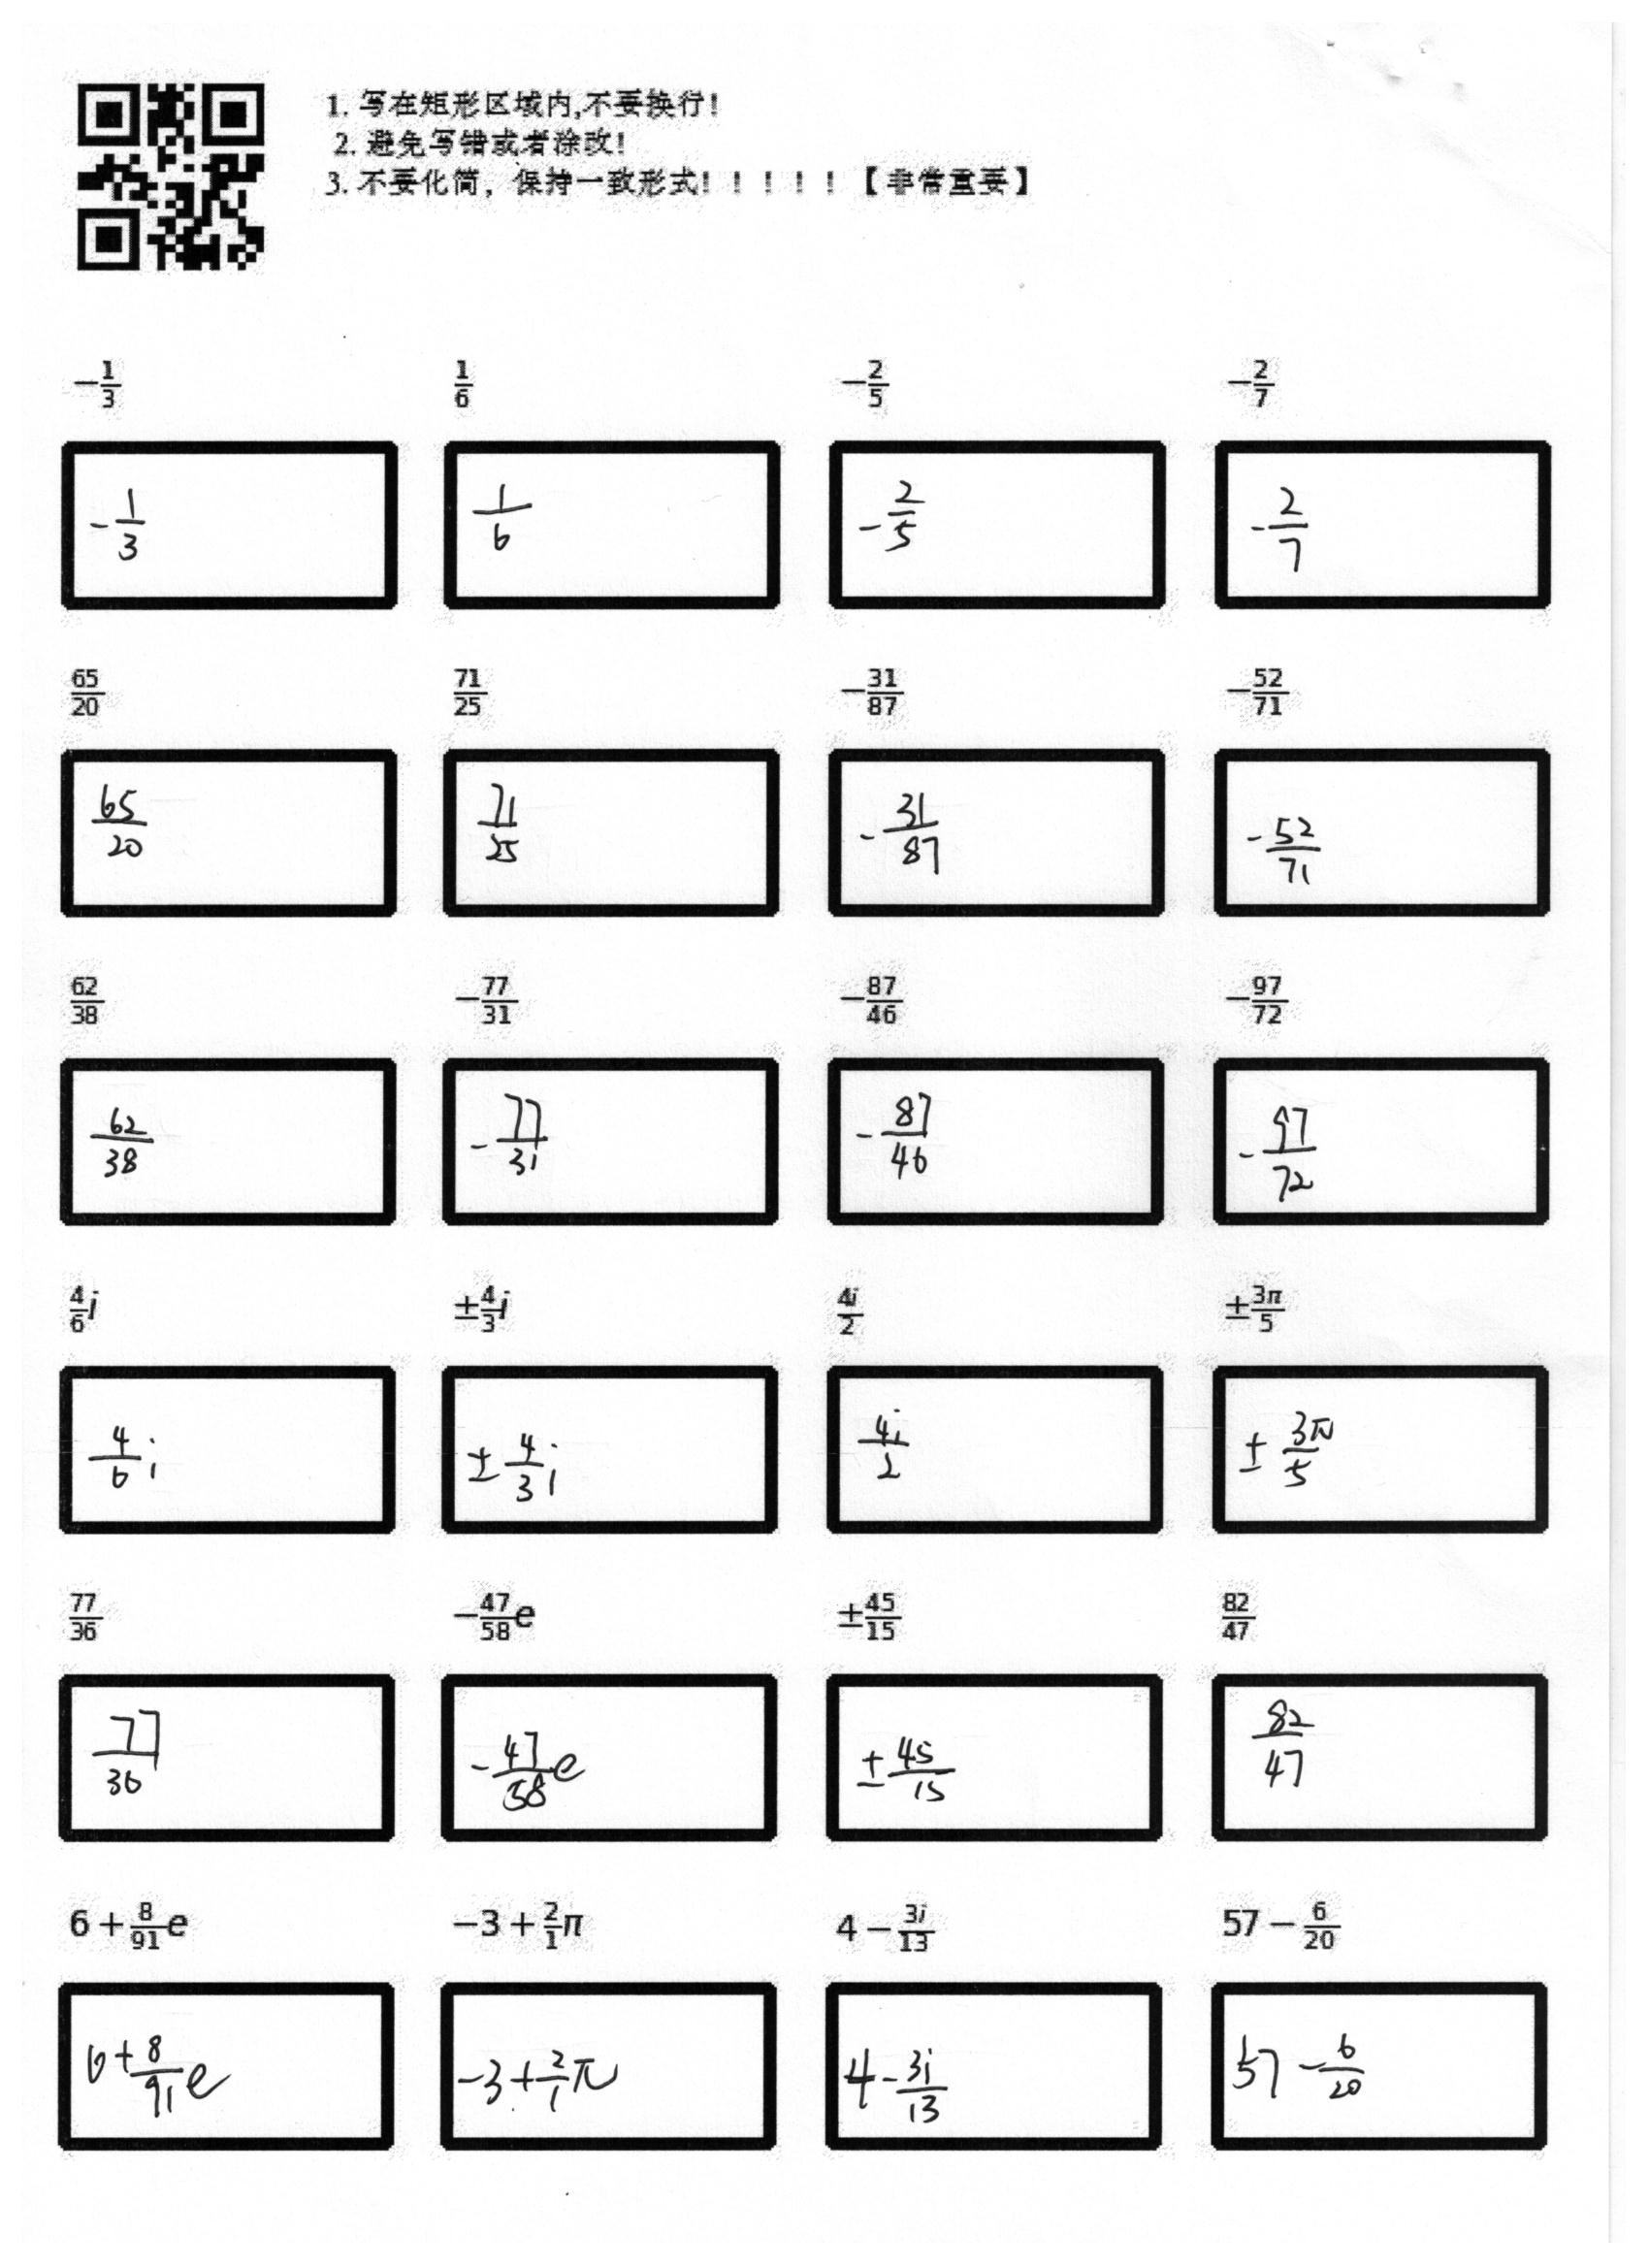 1. 写在矩形区域内,不要换行!
2. 避免写错或者涂改!
3. 不要化简，保持一致形式！！！！！【非常重要】
$-\frac{1}{3}$ $\frac{1}{6}$ $-\frac{2}{5}$ $-\frac{2}{7}$
$-\frac{1}{3}$ $\frac{1}{6}$ $-\frac{2}{5}$ $-\frac{2}{7}$
$\frac{65}{20}$ $\frac{71}{25}$ $-\frac{31}{87}$ $-\frac{52}{71}$
$\frac{65}{20}$ $\frac{71}{25}$ $-\frac{31}{87}$ $-\frac{52}{71}$
$\frac{62}{38}$ $-\frac{77}{31}$ $-\frac{87}{46}$ $-\frac{97}{72}$
$\frac{62}{38}$ $-\frac{77}{31}$ $-\frac{87}{46}$ $-\frac{97}{72}$
$\frac{4}{6}i$ $\pm\frac{4}{3}i$ $\frac{4i}{2}$ $\pm\frac{3\pi}{5}$
$\frac{4}{6}i$ $\pm\frac{4}{3}i$ $\frac{4i}{2}$ $\pm\frac{3\pi}{5}$
$\frac{77}{36}$ $-\frac{47}{58}e$ $\pm\frac{45}{15}$ $\frac{82}{47}$
$\frac{77}{36}$ $-\frac{47}{58}e$ $\pm\frac{45}{15}$ $\frac{82}{47}$
$6+\frac{8}{91}e$ $-3+\frac{2}{1}\pi$ $4-\frac{3i}{13}$ $57-\frac{6}{20}$
$6+\frac{8}{91}e$ $-3+\frac{2}{1}\pi$ $4-\frac{3i}{13}$ $57-\frac{6}{20}$